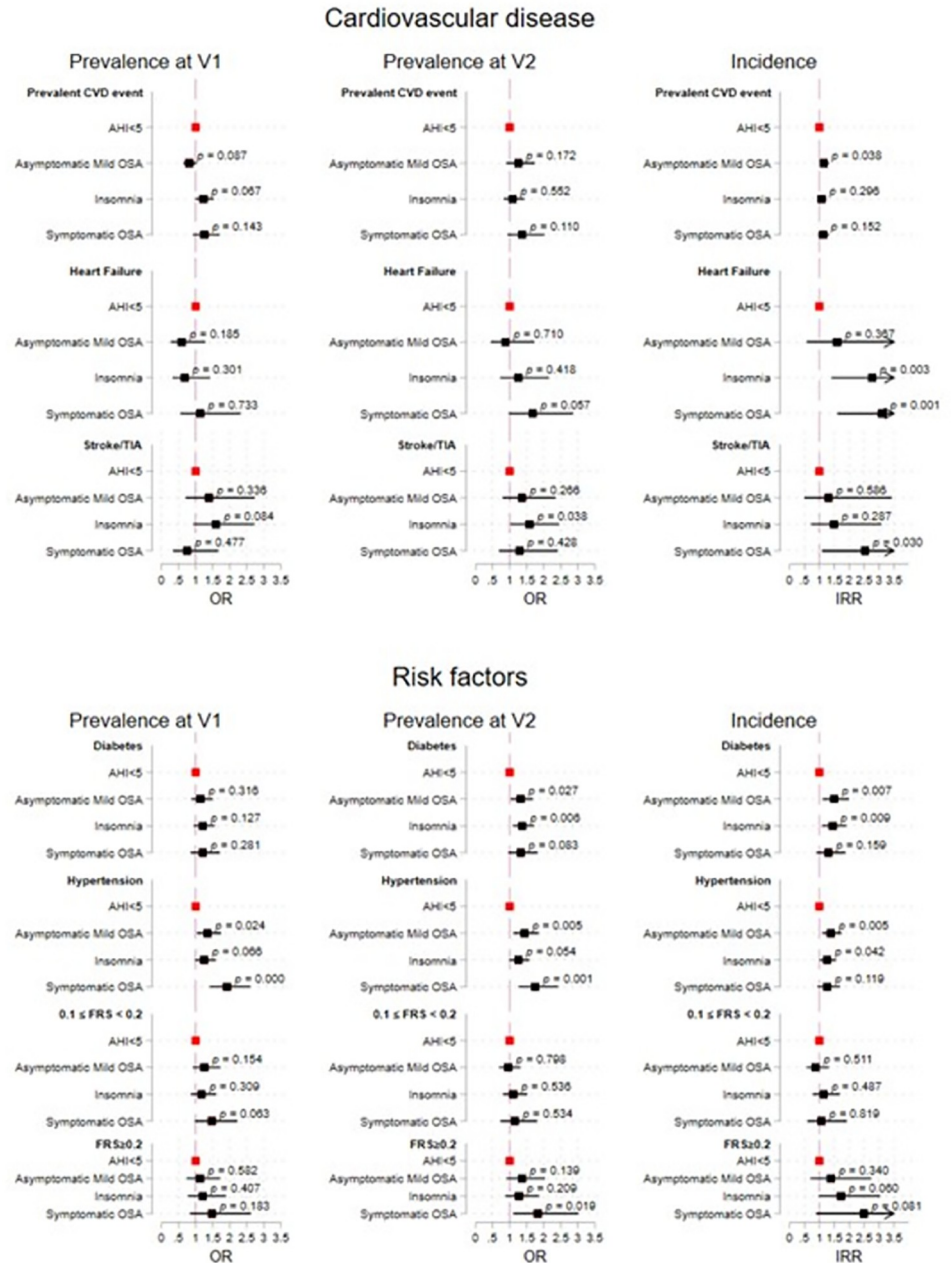 Cardiovascular disease
Prevalence at V1
Prevalent CVD event
AHI<5
Asymptomatic Mild OSA p = 0.087
Insomnia p = 0.067
Symptomatic OSA p = 0.143
Heart Failure
AHI<5
Asymptomatic Mild OSA p = 0.185
Insomnia p = 0.301
Symptomatic OSA p = 0.733
Stroke/TIA
AHI<5
Asymptomatic Mild OSA p = 0.336
Insomnia p = 0.084
Symptomatic OSA p = 0.477
0 .5 1 1.5 2 2.5 3 3.5
OR
Prevalence at V2
Prevalent CVD event
AHI<5
Asymptomatic Mild OSA p = 0.172
Insomnia p = 0.552
Symptomatic OSA p = 0.110
Heart Failure
AHI<5
Asymptomatic Mild OSA p = 0.710
Insomnia p = 0.418
Symptomatic OSA p = 0.057
Stroke/TIA
AHI<5
Asymptomatic Mild OSA p = 0.266
Insomnia p = 0.038
Symptomatic OSA p = 0.428
0 .5 1 1.5 2 2.5 3 3.5
OR
Incidence
Prevalent CVD event
AHI<5
Asymptomatic Mild OSA p = 0.038
Insomnia p = 0.296
Symptomatic OSA p = 0.152
Heart Failure
AHI<5
Asymptomatic Mild OSA p = 0.367
Insomnia p = 0.003
Symptomatic OSA p = 0.001
Stroke/TIA
AHI<5
Asymptomatic Mild OSA p = 0.586
Insomnia p = 0.287
Symptomatic OSA p = 0.030
0 .5 1 1.5 2 2.5 3 3.5
IRR
Risk factors
Prevalence at V1
Diabetes
AHI<5
Asymptomatic Mild OSA p = 0.316
Insomnia p = 0.127
Symptomatic OSA p = 0.281
Hypertension
AHI<5
Asymptomatic Mild OSA p = 0.024
Insomnia p = 0.066
Symptomatic OSA p = 0.000
0.1 ≤ FRS < 0.2
AHI<5
Asymptomatic Mild OSA p = 0.154
Insomnia p = 0.309
Symptomatic OSA p = 0.063
FRS≥0.2
AHI<5
Asymptomatic Mild OSA p = 0.582
Insomnia p = 0.407
Symptomatic OSA p = 0.183
0 .5 1 1.5 2 2.5 3 3.5
OR
Prevalence at V2
Diabetes
AHI<5
Asymptomatic Mild OSA p = 0.027
Insomnia p = 0.006
Symptomatic OSA p = 0.083
Hypertension
AHI<5
Asymptomatic Mild OSA p = 0.005
Insomnia p = 0.054
Symptomatic OSA p = 0.001
0.1 ≤ FRS < 0.2
AHI<5
Asymptomatic Mild OSA p = 0.798
Insomnia p = 0.536
Symptomatic OSA p = 0.534
FRS≥0.2
AHI<5
Asymptomatic Mild OSA p = 0.139
Insomnia p = 0.209
Symptomatic OSA p = 0.019
0 .5 1 1.5 2 2.5 3 3.5
OR
Incidence
Diabetes
AHI<5
Asymptomatic Mild OSA p = 0.007
Insomnia p = 0.009
Symptomatic OSA p = 0.159
Hypertension
AHI<5
Asymptomatic Mild OSA p = 0.005
Insomnia p = 0.042
Symptomatic OSA p = 0.119
0.1 ≤ FRS < 0.2
AHI<5
Asymptomatic Mild OSA p = 0.511
Insomnia p = 0.487
Symptomatic OSA p = 0.819
FRS≥0.2
AHI<5
Asymptomatic Mild OSA p = 0.340
Insomnia p = 0.060
Symptomatic OSA p = 0.081
0 .5 1 1.5 2 2.5 3 3.5
IRR